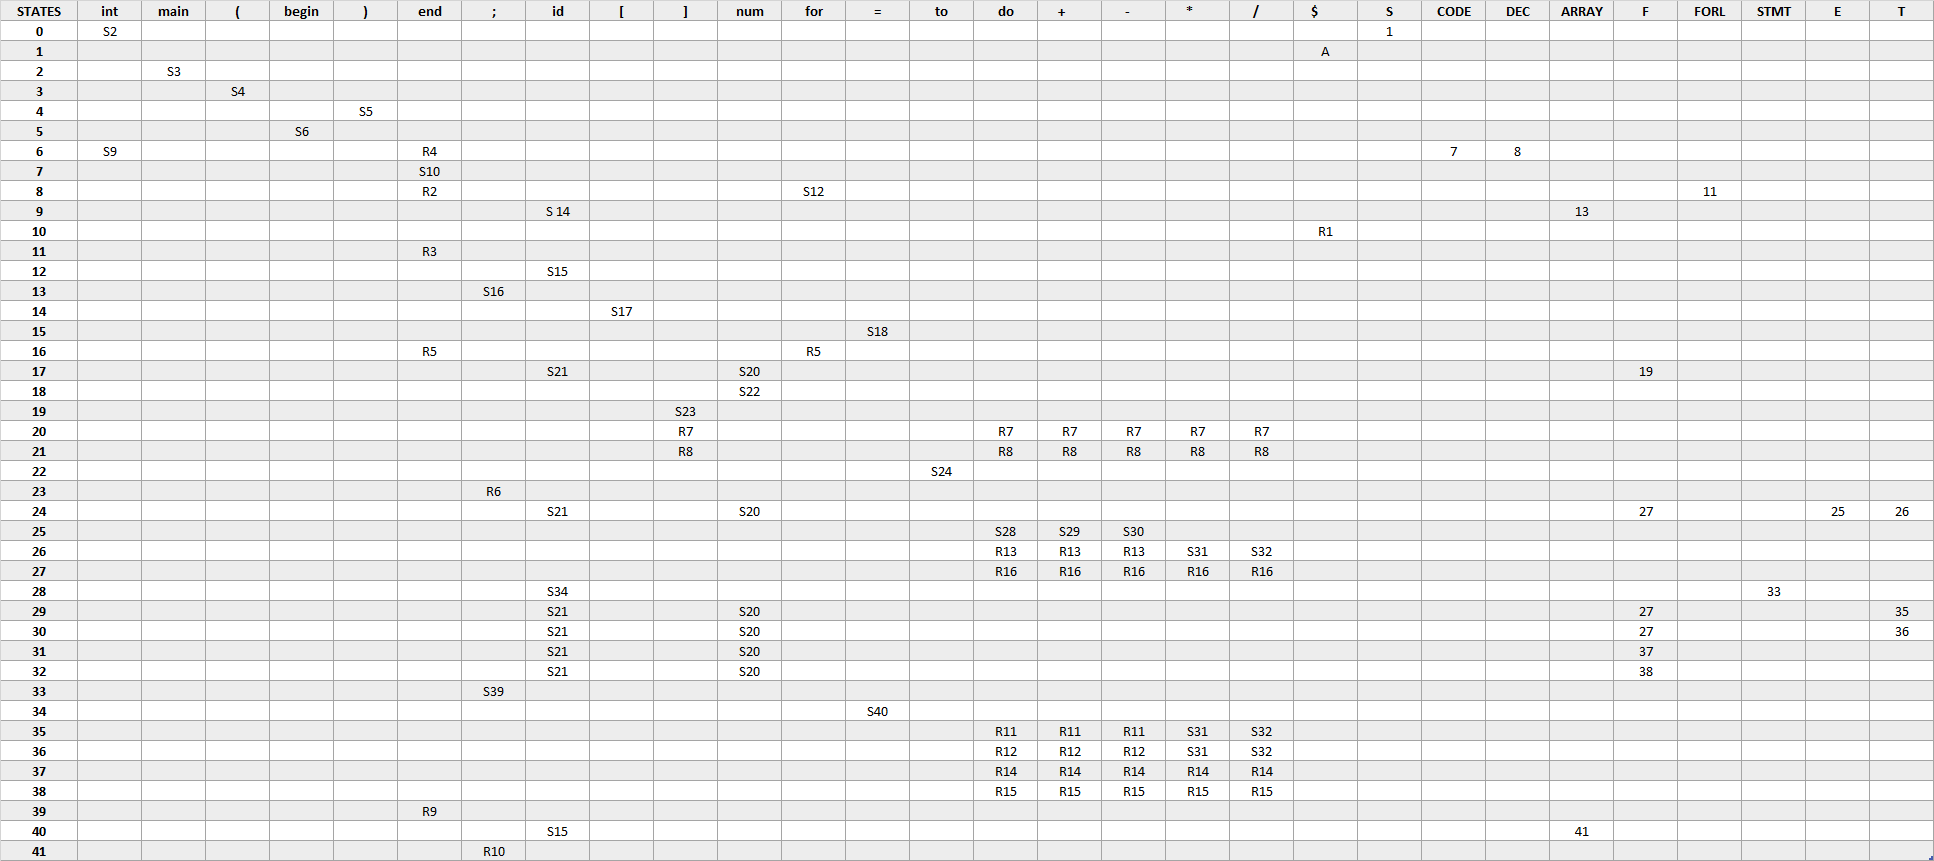 STATES int main ( begin ) end ; id [ ] num for = to do + - * / $ S CODE DEC ARRAY F FORL STMT E T
0 S2 1
1 A
2 S3
3 S4
4 S5
5 S6
6 S9 R4 7 8
7 S10
8 R2 S12 11
9 S 14 13
10 R1
11 R3
12 S15
13 S16
14 S17
15 S18
16 R5 R5
17 S21 S20 19
18 S22
19 S23
20 R7 R7 R7 R7 R7 R7
21 R8 R8 R8 R8 R8 R8
22 S24
23 R6
24 S21 S20 27 25 26
25 S28 S29 S30
26 R13 R13 R13 S31 S32
27 R16 R16 R16 R16 R16
28 S34 33
29 S21 S20 27 35
30 S21 S20 27 36
31 S21 S20 37
32 S21 S20 38
33 S39
34 S40
35 R11 R11 R11 S31 S32
36 R12 R12 R12 S31 S32
37 R14 R14 R14 R14 R14
38 R15 R15 R15 R15 R15
39 R9
40 S15 41
41 R10